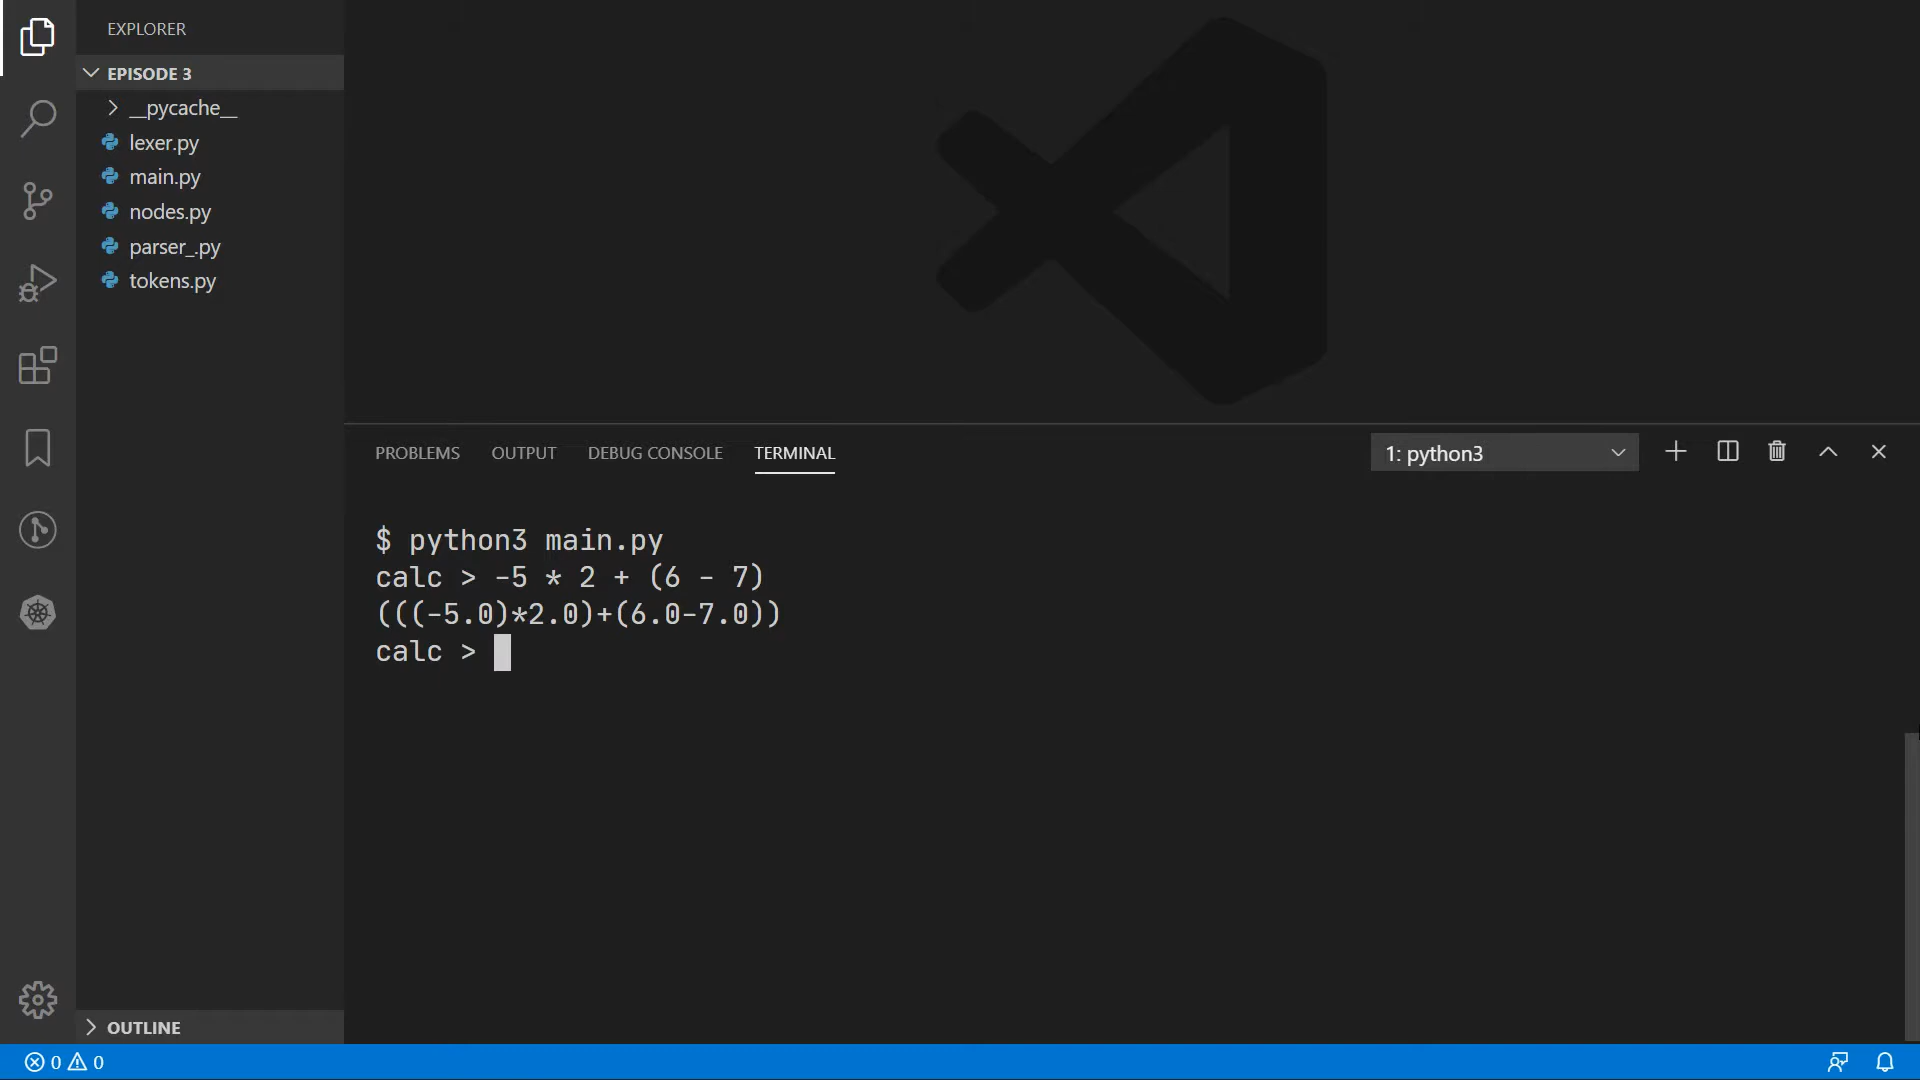 EXPLORER
EPISODE 3
__pycache__
lexer.py
main.py
nodes.py
parser_.py
tokens.py
OUTLINE
PROBLEMS OUTPUT DEBUG CONSOLE TERMINAL
1: python3
$ python3 main.py
calc > -5 * 2 + (6 - 7)
(((-5.0)*2.0)+(6.0-7.0))
calc >
0 0